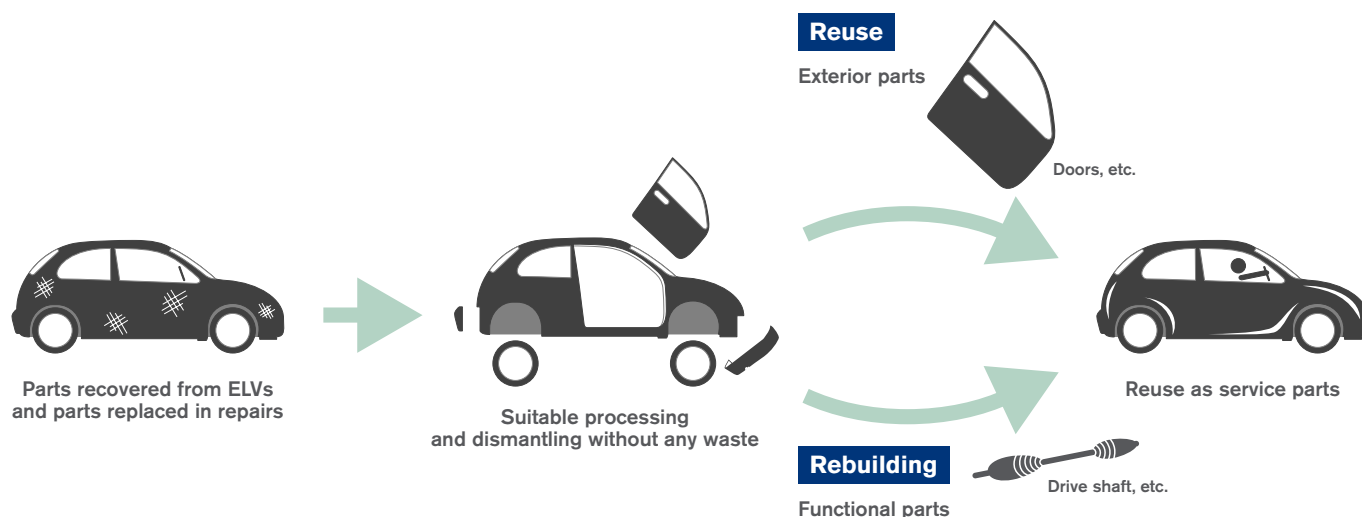 Reuse
Exterior parts
Doors, etc.
Parts recovered from ELVs
and parts replaced in repairs
Suitable processing
and dismantling without any waste
Reuse as service parts
Rebuilding
Functional parts
Drive shaft, etc.